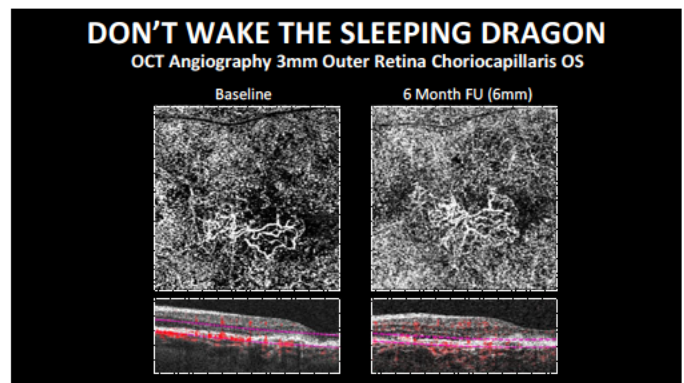 DON'T WAKE THE SLEEPING DRAGON
OCT Angiography 3mm Outer Retina Choriocapillaris OS
Baseline
6 Month FU (6mm)